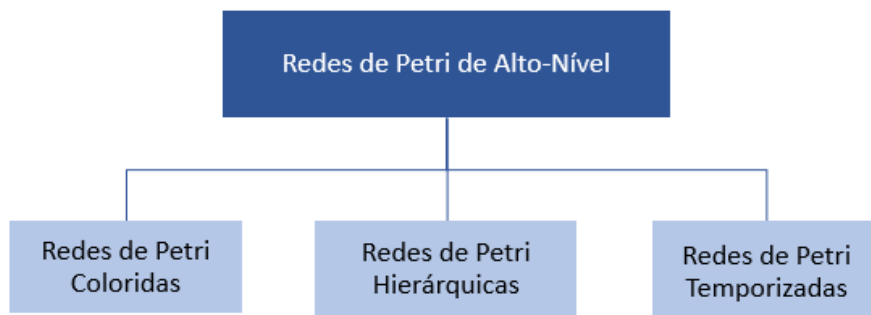 Redes de Petri de Alto-Nível
Redes de Petri
Coloridas
Redes de Petri
Hierárquicas
Redes de Petri
Temporizadas